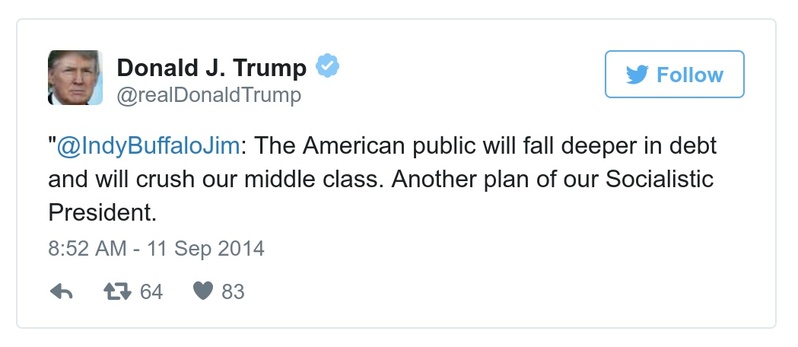 Donald J. Trump
Follow
@realDonaldTrump
"@IndyBuffaloJim: The American public will fall deeper in debt
and will crush our middle class. Another plan of our Socialistic
President.
8:52 AM - 11 Sep 2014
64 83